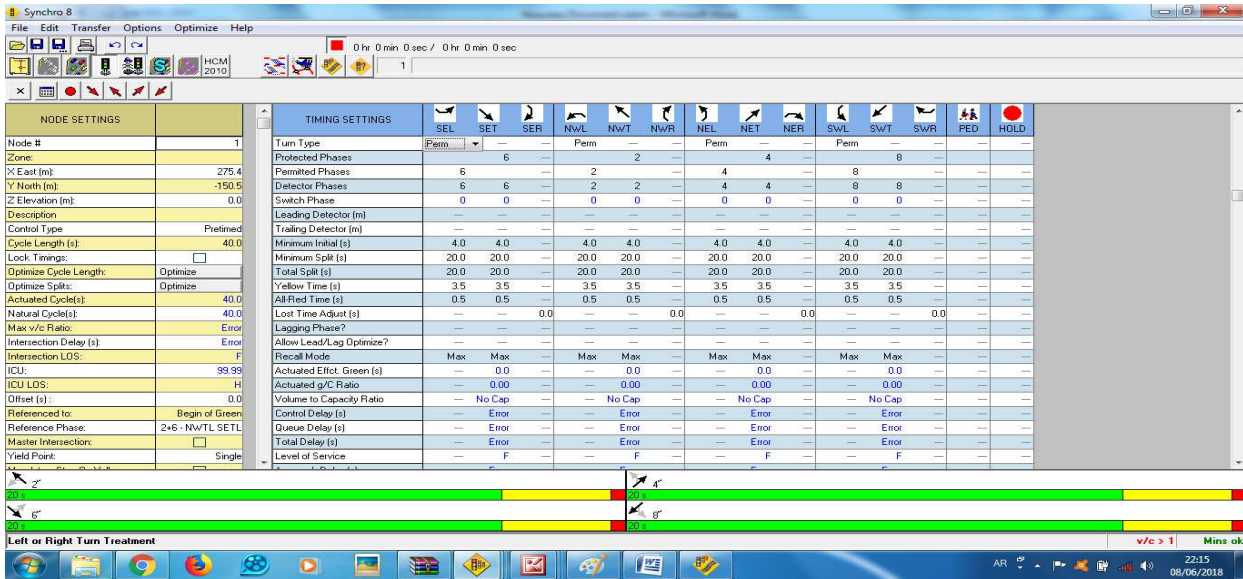 Synchro 8
File Edit Transfer Options Optimize Help
0 hr 0 min 0 sec / 0 hr 0 min 0 sec
HCM 2010
1
NODE SETTINGS
Node # 1
Zone:
X East (m): 275.4
Y North (m): -150.5
Z Elevation (m): 0.0
Description
Control Type Pretimed
Cycle Length (s): 40.0
Lock Timings:
Optimize Cycle Length: Optimize
Optimize Splits: Optimize
Actuated Cycle(s): 40.0
Natural Cycle(s): 40.0
Max v/c Ratio: Error
Intersection Delay (s): Error
Intersection LOS: F
ICU: 99.99
ICU LOS: H
Offset (s) : 0.0
Referenced to: Begin of Green
Reference Phase: 2+6 - NWTL SETL
Master Intersection:
Yield Point: Single
TIMING SETTINGS SEL SET SER NWL NWT NWR NEL NET NER SWL SWT SWR PED HOLD
Turn Type Perm — — Perm — — Perm — — Perm — — — —
Protected Phases 6 — 2 — 4 — 8 — — —
Permitted Phases 6 — 2 — 4 — 8 — — —
Detector Phases 6 6 — 2 2 — 4 4 — 8 8 — — —
Switch Phase 0 0 — 0 0 — 0 0 — 0 0 — — —
Leading Detector (m) — — — — — — — — — — — — — —
Trailing Detector (m) — — — — — — — — — — — — — —
Minimum Initial (s) 4.0 4.0 — 4.0 4.0 — 4.0 4.0 — 4.0 4.0 — — —
Minimum Split (s) 20.0 20.0 — 20.0 20.0 — 20.0 20.0 — 20.0 20.0 — — —
Total Split (s) 20.0 20.0 — 20.0 20.0 — 20.0 20.0 — 20.0 20.0 — — —
Yellow Time (s) 3.5 3.5 — 3.5 3.5 — 3.5 3.5 — 3.5 3.5 — — —
All-Red Time (s) 0.5 0.5 — 0.5 0.5 — 0.5 0.5 — 0.5 0.5 — — —
Lost Time Adjust (s) — — 0.0 — — 0.0 — — 0.0 — — 0.0 — —
Lagging Phase? — — — — — — — — — — — — — —
Allow Lead/Lag Optimize? — — — — — — — — — — — — — —
Recall Mode Max Max — Max Max — Max Max — Max Max — — —
Actuated Effct. Green (s) — 0.0 — — 0.0 — — 0.0 — — 0.0 — — —
Actuated g/C Ratio — 0.00 — — 0.00 — — 0.00 — — 0.00 — — —
Volume to Capacity Ratio — No Cap — — No Cap — — No Cap — — No Cap — — —
Control Delay (s) — Error — — Error — — Error — — Error — — —
Queue Delay (s) — Error — — Error — — Error — — Error — — —
Total Delay (s) — Error — — Error — — Error — — Error — — —
Level of Service — F — — F — — F — — F — — —
2
4
20 s
20 s
6
8
20 s
20 s
Left or Right Turn Treatment
v/c > 1 Mins ok
AR
22:15
08/06/2018